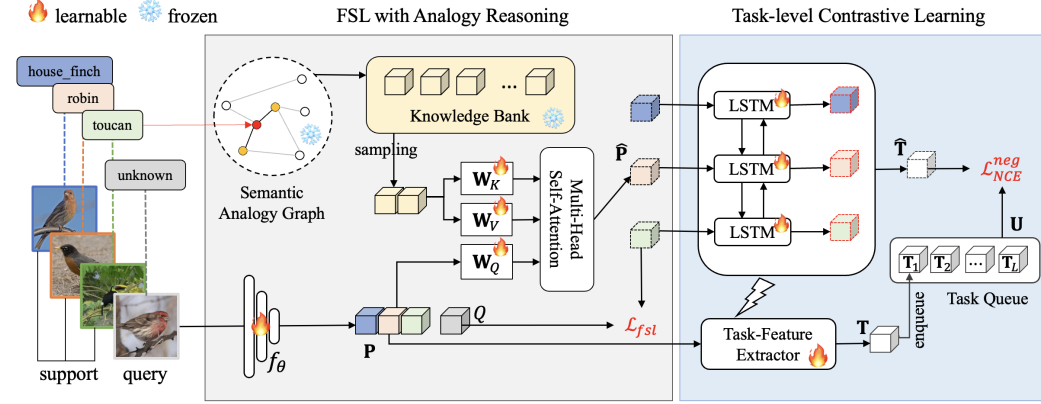 learnable
frozen
FSL with Analogy Reasoning
Task-level Contrastive Learning
house_finch
robin
toucan
unknown
Semantic
Analogy Graph
Knowledge Bank
sampling
W_K
W_V
W_Q
Multi-Head
Self-Attention
P̂
LSTM
LSTM
LSTM
T̂
ℒ_NCE^neg
U
T_1 T_2 ... T_L
Task Queue
enqueue
f_θ
P
Q
ℒ_fsl
Task-Feature
Extractor
T
support
query